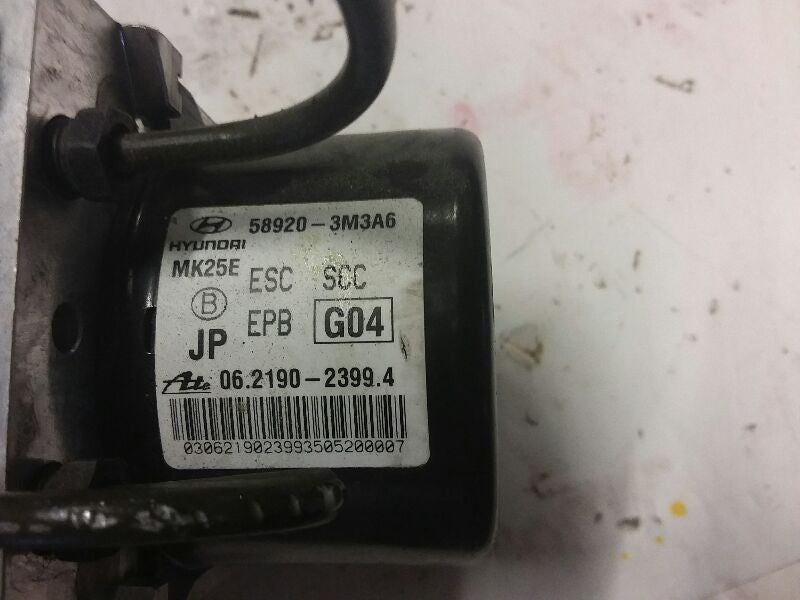 58920-3M3A6
HYUNDAI
MK25E ESC SCC
B EPB G04
JP
Ate 06.2190-2399.4
0306219023993505200007